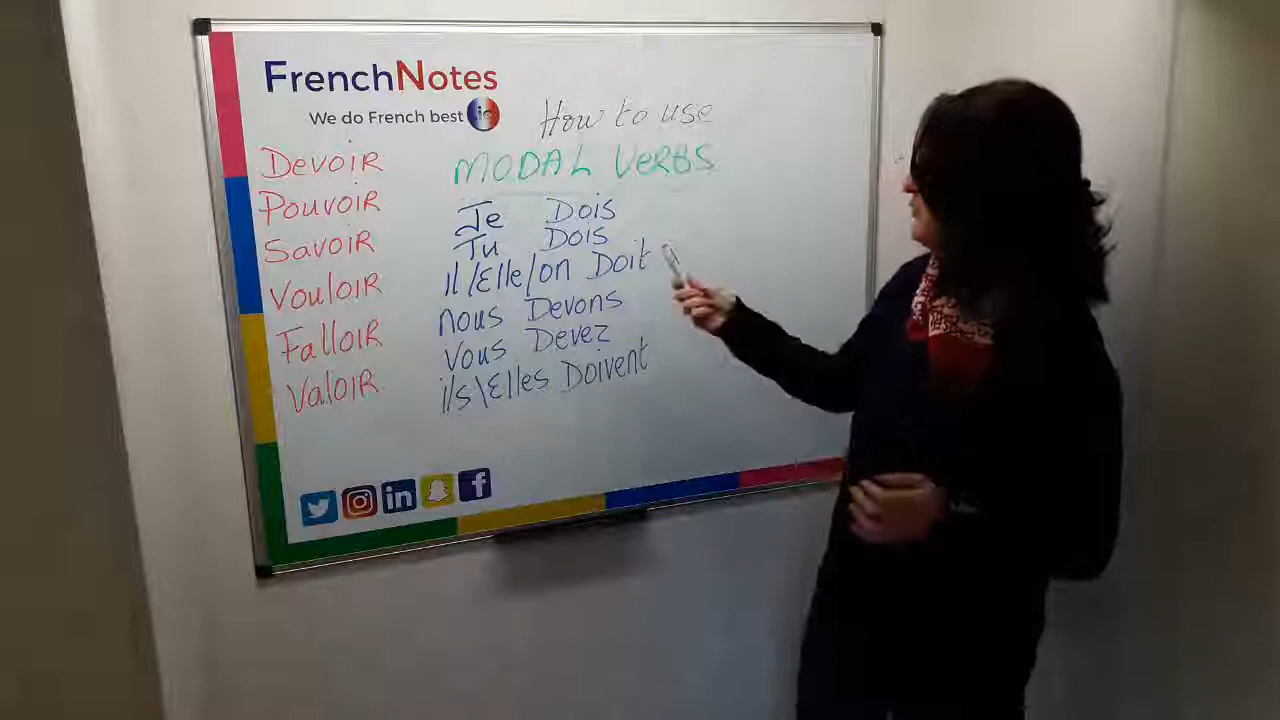 FrenchNotes
We do French best .ie
How to use
MODAL VERBS
Devoir
Pouvoir
Savoir
Vouloir
Falloir
Valoir
Je Dois
Tu Dois
il/Elle/on Doit
nous Devons
vous Devez
ils\Elles Doivent